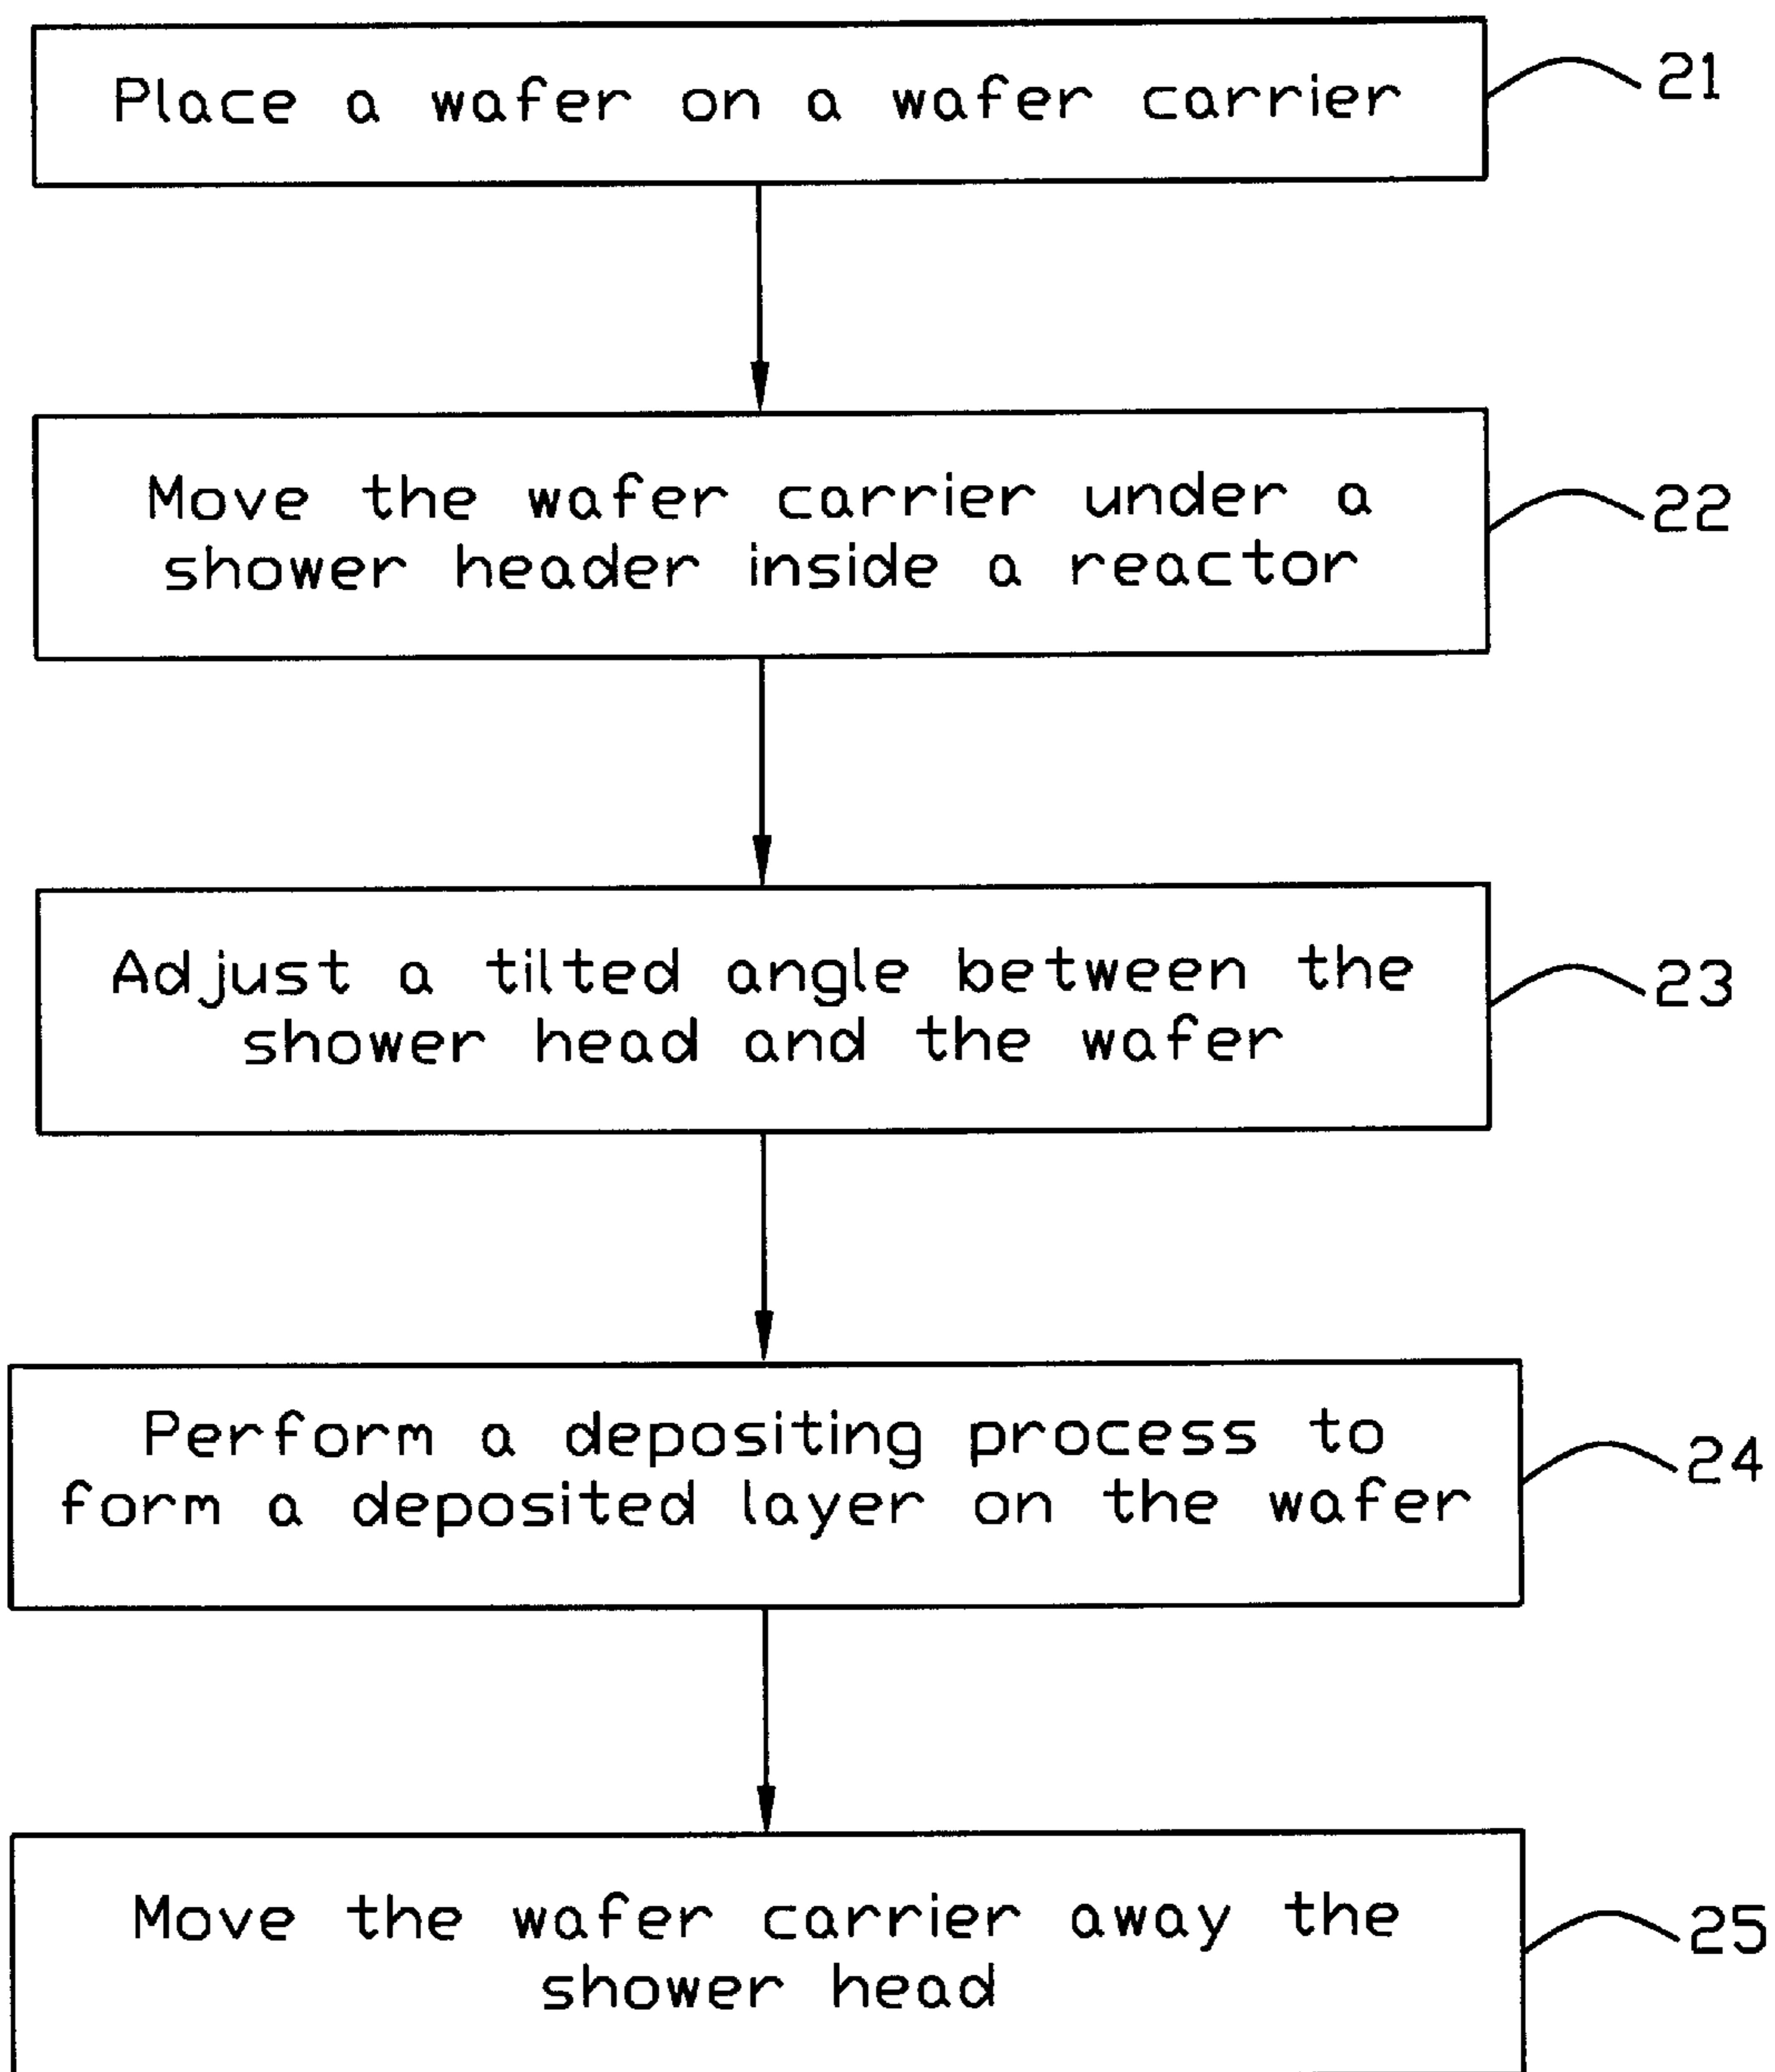 Place a wafer on a wafer carrier
21
Move the wafer carrier under a
shower header inside a reactor
22
Adjust a tilted angle between the
shower head and the wafer
23
Perform a depositing process to
form a deposited layer on the wafer
24
Move the wafer carrier away the
shower head
25